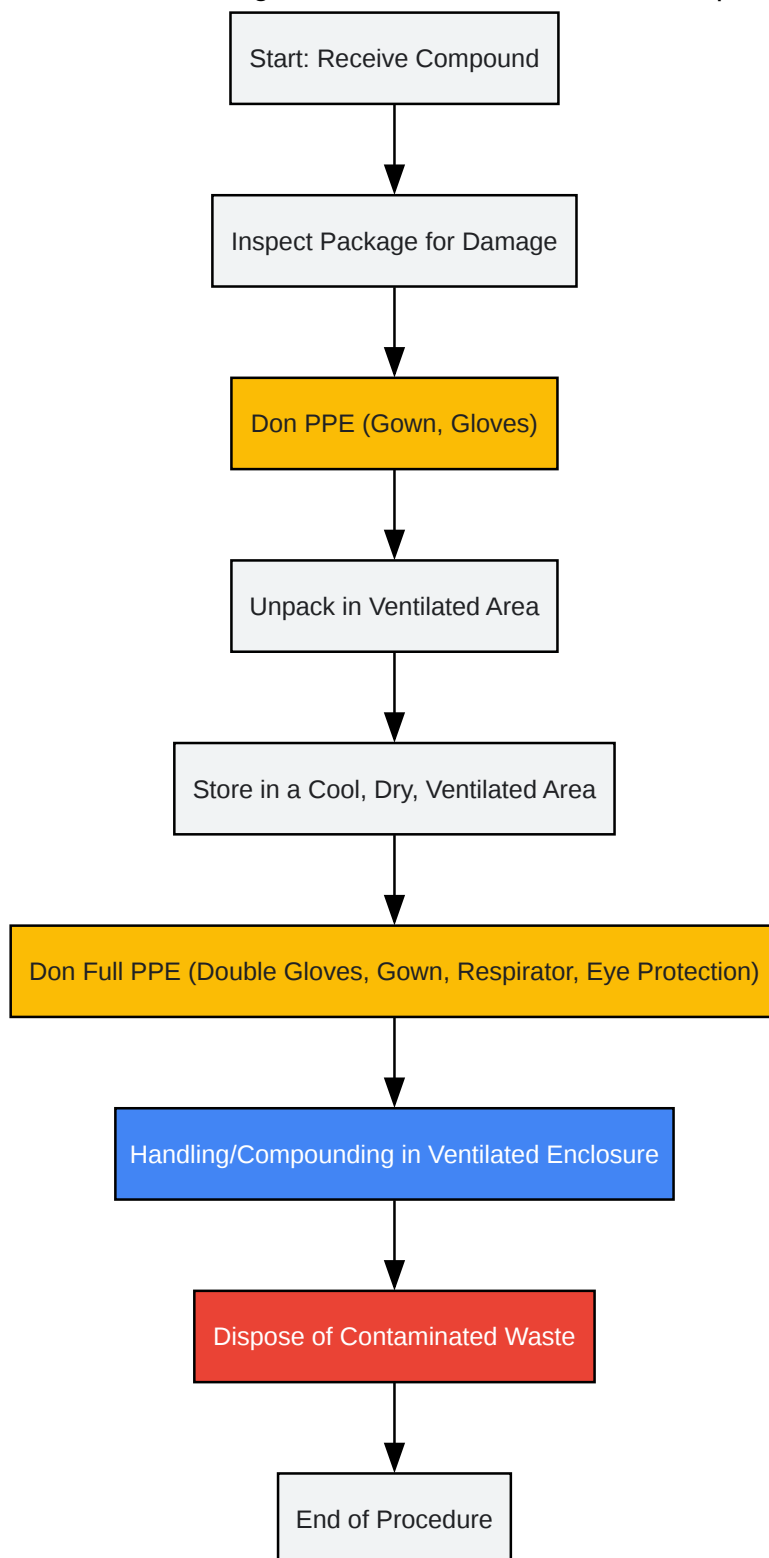 Start: Receive Compound
Inspect Package for Damage
Don PPE (Gown, Gloves)
Unpack in Ventilated Area
Store in a Cool, Dry, Ventilated Area
Don Full PPE (Double Gloves, Gown, Respirator, Eye Protection)
Handling/Compounding in Ventilated Enclosure
Dispose of Contaminated Waste
End of Procedure